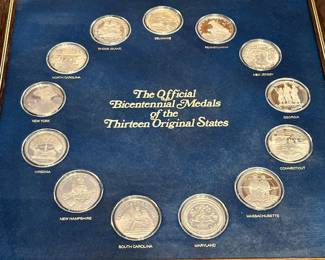 DELAWARE
PENNSYLVANIA
NEW JERSEY
GEORGIA
CONNECTICUT
MASSACHUSETTS
MARYLAND
SOUTH CAROLINA
NEW HAMPSHIRE
VIRGINIA
NEW YORK
NORTH CAROLINA
RHODE ISLAND
The Official
Bicentennial Medals
of the
Thirteen Original States